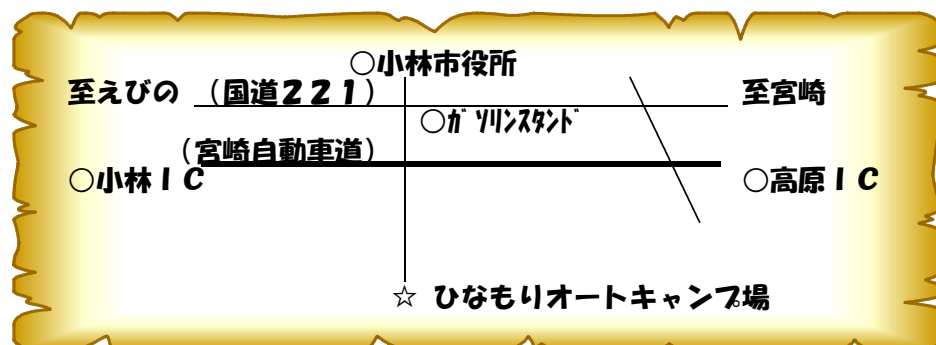 ○小林市役所
至えびの （国道２２１） 至宮崎
○ｶﾞｿﾘﾝｽﾀﾝﾄﾞ
（宮崎自動車道）
○小林ＩＣ ○高原ＩＣ
☆ ひなもりオートキャンプ場